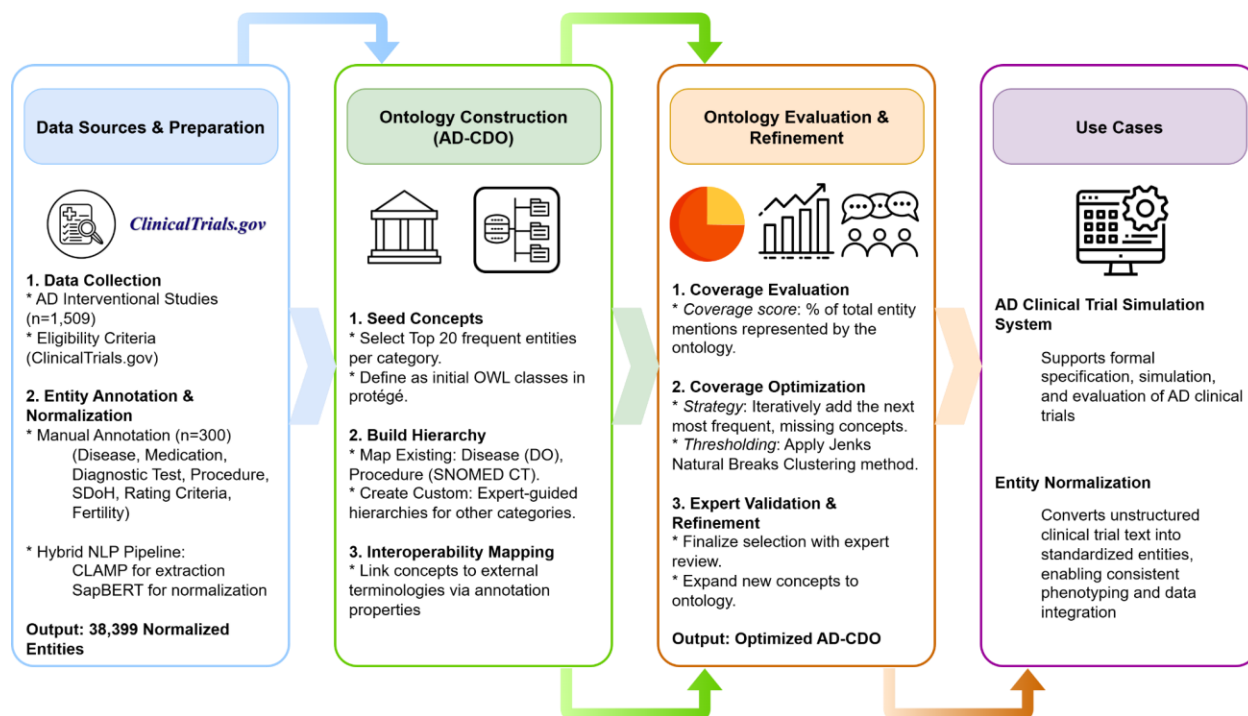 Data Sources & Preparation
ClinicalTrials.gov
1. Data Collection
* AD Interventional Studies
(n=1,509)
* Eligibility Criteria
(ClinicalTrials.gov)
2. Entity Annotation &
Normalization
* Manual Annotation (n=300)
(Disease, Medication,
Diagnostic Test, Procedure,
SDoH, Rating Criteria,
Fertility)
* Hybrid NLP Pipeline:
CLAMP for extraction
SapBERT for normalization
Output: 38,399 Normalized
Entities
Ontology Construction
(AD-CDO)
1. Seed Concepts
* Select Top 20 frequent entities
per category.
* Define as initial OWL classes in
protégé.
2. Build Hierarchy
* Map Existing: Disease (DO),
Procedure (SNOMED CT).
* Create Custom: Expert-guided
hierarchies for other categories.
3. Interoperability Mapping
* Link concepts to external
terminologies via annotation
properties
Ontology Evaluation &
Refinement
1. Coverage Evaluation
* Coverage score: % of total entity
mentions represented by the
ontology.
2. Coverage Optimization
* Strategy: Iteratively add the next
most frequent, missing concepts.
* Thresholding: Apply Jenks
Natural Breaks Clustering method.
3. Expert Validation &
Refinement
* Finalize selection with expert
review.
* Expand new concepts to
ontology.
Output: Optimized AD-CDO
Use Cases
AD Clinical Trial Simulation
System
Supports formal
specification, simulation,
and evaluation of AD clinical
trials
Entity Normalization
Converts unstructured
clinical trial text into
standardized entities,
enabling consistent
phenotyping and data
integration